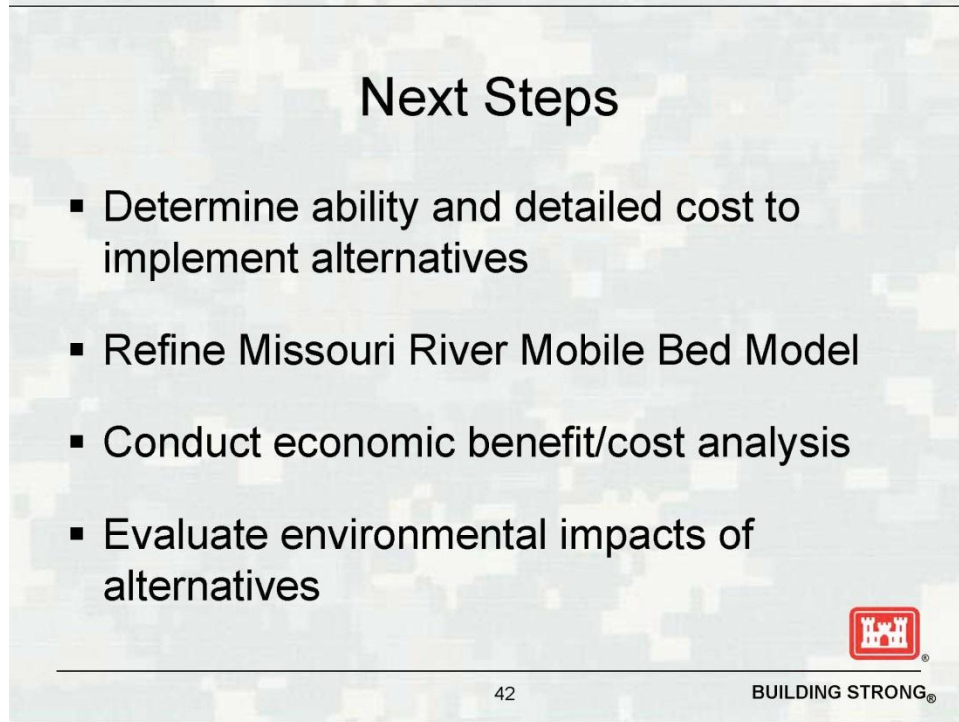 Next Steps
▪ Determine ability and detailed cost to
implement alternatives
▪ Refine Missouri River Mobile Bed Model
▪ Conduct economic benefit/cost analysis
▪ Evaluate environmental impacts of
alternatives
®
42
BUILDING STRONG®